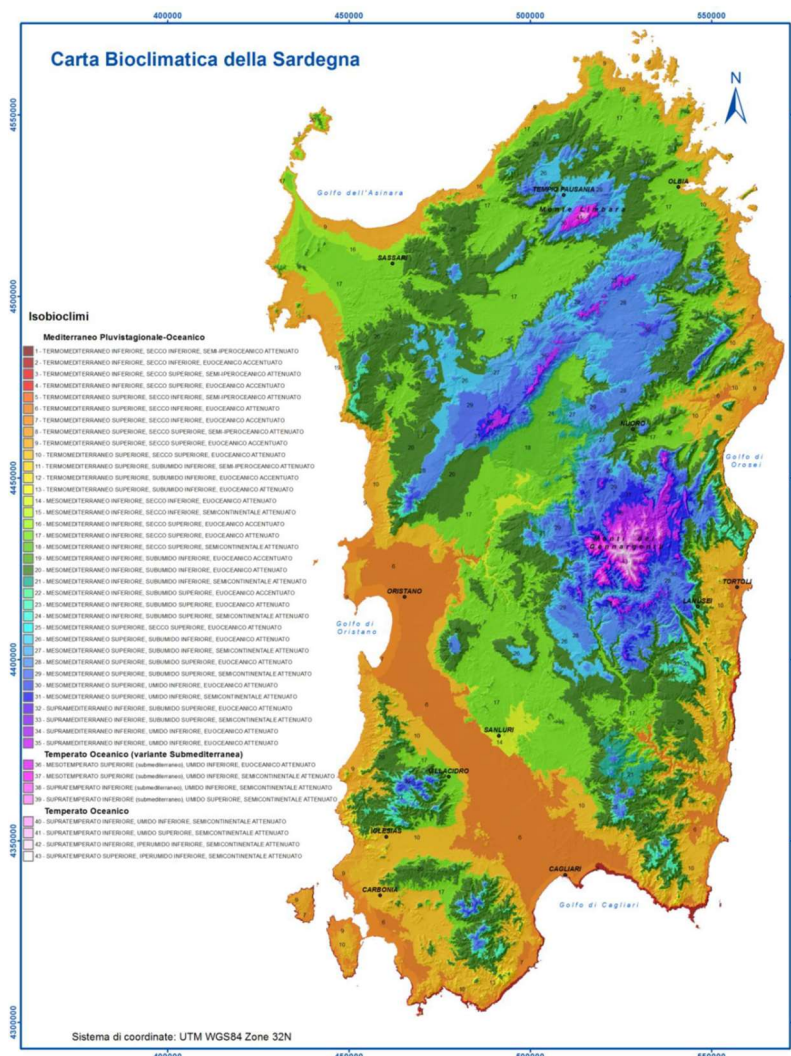 400000 450000 500000 550000
Carta Bioclimatica della Sardegna
N
4550000
4500000
4450000
4400000
4350000
4300000
Golfo dell'Asinara
TEMPIO PAUSANIA
Monte Limbara
OLBIA
SASSARI
NUORO
Golfo di
Orosei
ORISTANO
Golfo di
Oristano
TORTOLI
LANUSEI
SANLURI
VILLACIDRO
IGLESIAS
CARBONIA
CAGLIARI
Golfo di Cagliari
Isobioclimi
Mediterraneo Pluvistagionale-Oceanico
1 - TERMOMEDITERRANEO INFERIORE, SECCO INFERIORE, SEMI-IPEROCEANICO ATTENUATO
2 - TERMOMEDITERRANEO INFERIORE, SECCO INFERIORE, EUOCEANICO ACCENTUATO
3 - TERMOMEDITERRANEO INFERIORE, SECCO SUPERIORE, SEMI-IPEROCEANICO ATTENUATO
4 - TERMOMEDITERRANEO INFERIORE, SECCO SUPERIORE, EUOCEANICO ACCENTUATO
5 - TERMOMEDITERRANEO SUPERIORE, SECCO INFERIORE, SEMI-IPEROCEANICO ATTENUATO
6 - TERMOMEDITERRANEO SUPERIORE, SECCO INFERIORE, EUOCEANICO ATTENUATO
7 - TERMOMEDITERRANEO SUPERIORE, SECCO INFERIORE, EUOCEANICO ACCENTUATO
8 - TERMOMEDITERRANEO SUPERIORE, SECCO SUPERIORE, SEMI-IPEROCEANICO ATTENUATO
9 - TERMOMEDITERRANEO SUPERIORE, SECCO SUPERIORE, EUOCEANICO ACCENTUATO
10 - TERMOMEDITERRANEO SUPERIORE, SECCO SUPERIORE, EUOCEANICO ATTENUATO
11 - TERMOMEDITERRANEO SUPERIORE, SUBUMIDO INFERIORE, SEMI-IPEROCEANICO ATTENUATO
12 - TERMOMEDITERRANEO SUPERIORE, SUBUMIDO INFERIORE, EUOCEANICO ACCENTUATO
13 - TERMOMEDITERRANEO SUPERIORE, SUBUMIDO INFERIORE, EUOCEANICO ATTENUATO
14 - MESOMEDITERRANEO INFERIORE, SECCO INFERIORE, EUOCEANICO ATTENUATO
15 - MESOMEDITERRANEO INFERIORE, SECCO INFERIORE, SEMICONTINENTALE ATTENUATO
16 - MESOMEDITERRANEO INFERIORE, SECCO SUPERIORE, EUOCEANICO ACCENTUATO
17 - MESOMEDITERRANEO INFERIORE, SECCO SUPERIORE, EUOCEANICO ATTENUATO
18 - MESOMEDITERRANEO INFERIORE, SECCO SUPERIORE, SEMICONTINENTALE ATTENUATO
19 - MESOMEDITERRANEO INFERIORE, SUBUMIDO INFERIORE, EUOCEANICO ACCENTUATO
20 - MESOMEDITERRANEO INFERIORE, SUBUMIDO INFERIORE, EUOCEANICO ATTENUATO
21 - MESOMEDITERRANEO INFERIORE, SUBUMIDO INFERIORE, SEMICONTINENTALE ATTENUATO
22 - MESOMEDITERRANEO INFERIORE, SUBUMIDO SUPERIORE, EUOCEANICO ACCENTUATO
23 - MESOMEDITERRANEO INFERIORE, SUBUMIDO SUPERIORE, EUOCEANICO ATTENUATO
24 - MESOMEDITERRANEO INFERIORE, SUBUMIDO SUPERIORE, SEMICONTINENTALE ATTENUATO
25 - MESOMEDITERRANEO SUPERIORE, SECCO SUPERIORE, EUOCEANICO ATTENUATO
26 - MESOMEDITERRANEO SUPERIORE, SUBUMIDO INFERIORE, EUOCEANICO ATTENUATO
27 - MESOMEDITERRANEO SUPERIORE, SUBUMIDO INFERIORE, SEMICONTINENTALE ATTENUATO
28 - MESOMEDITERRANEO SUPERIORE, SUBUMIDO SUPERIORE, EUOCEANICO ATTENUATO
29 - MESOMEDITERRANEO SUPERIORE, SUBUMIDO SUPERIORE, SEMICONTINENTALE ATTENUATO
30 - MESOMEDITERRANEO SUPERIORE, UMIDO INFERIORE, EUOCEANICO ATTENUATO
31 - MESOMEDITERRANEO SUPERIORE, UMIDO INFERIORE, SEMICONTINENTALE ATTENUATO
32 - SUPRAMEDITERRANEO INFERIORE, SUBUMIDO SUPERIORE, EUOCEANICO ATTENUATO
33 - SUPRAMEDITERRANEO INFERIORE, SUBUMIDO SUPERIORE, SEMICONTINENTALE ATTENUATO
34 - SUPRAMEDITERRANEO INFERIORE, UMIDO INFERIORE, EUOCEANICO ATTENUATO
35 - SUPRAMEDITERRANEO INFERIORE, UMIDO INFERIORE, EUOCEANICO ATTENUATO
Temperato Oceanico (variante Submediterranea)
36 - MESOTEMPERATO SUPERIORE (submediterraneo), UMIDO INFERIORE, EUOCEANICO ATTENUATO
37 - MESOTEMPERATO SUPERIORE (submediterraneo), UMIDO INFERIORE, SEMICONTINENTALE ATTENUATO
38 - SUPRATEMPERATO INFERIORE (submediterraneo), UMIDO INFERIORE, SEMICONTINENTALE ATTENUATO
39 - SUPRATEMPERATO INFERIORE (submediterraneo), UMIDO SUPERIORE, SEMICONTINENTALE ATTENUATO
Temperato Oceanico
40 - SUPRATEMPERATO INFERIORE, UMIDO INFERIORE, SEMICONTINENTALE ATTENUATO
41 - SUPRATEMPERATO INFERIORE, UMIDO SUPERIORE, SEMICONTINENTALE ATTENUATO
42 - SUPRATEMPERATO INFERIORE, IPERUMIDO INFERIORE, SEMICONTINENTALE ATTENUATO
43 - SUPRATEMPERATO SUPERIORE, IPERUMIDO INFERIORE, SEMICONTINENTALE ATTENUATO
Sistema di coordinate: UTM WGS84 Zone 32N